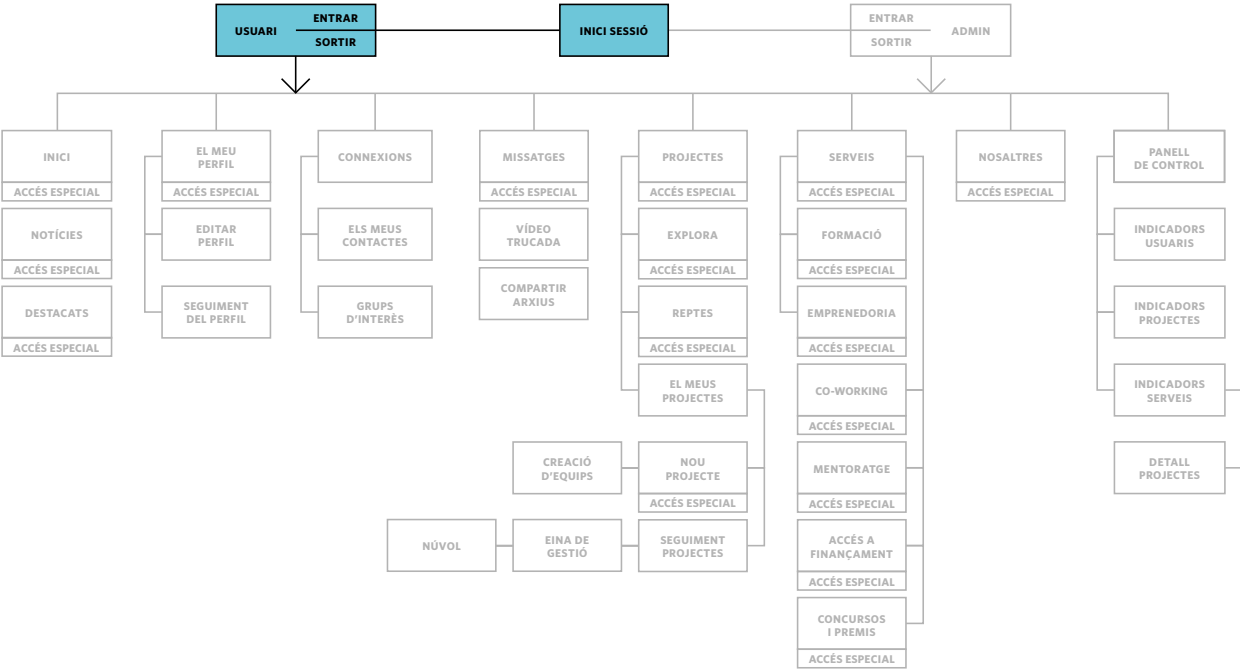 USUARI
ENTRAR
SORTIR
INICI SESSIÓ
ENTRAR
SORTIR
ADMIN
INICI
ACCÉS ESPECIAL
NOTÍCIES
ACCÉS ESPECIAL
DESTACATS
ACCÉS ESPECIAL
EL MEU
PERFIL
ACCÉS ESPECIAL
EDITAR
PERFIL
SEGUIMENT
DEL PERFIL
CONNEXIONS
ELS MEUS
CONTACTES
GRUPS
D'INTERÈS
MISSATGES
ACCÉS ESPECIAL
VÍDEO
TRUCADA
COMPARTIR
ARXIUS
PROJECTES
ACCÉS ESPECIAL
EXPLORA
ACCÉS ESPECIAL
REPTES
ACCÉS ESPECIAL
EL MEUS
PROJECTES
CREACIÓ
D'EQUIPS
NOU
PROJECTE
ACCÉS ESPECIAL
NÚVOL
EINA DE
GESTIÓ
SEGUIMENT
PROJECTES
SERVEIS
ACCÉS ESPECIAL
FORMACIÓ
ACCÉS ESPECIAL
EMPRENEDORIA
ACCÉS ESPECIAL
CO-WORKING
ACCÉS ESPECIAL
MENTORATGE
ACCÉS ESPECIAL
ACCÉS A
FINANÇAMENT
ACCÉS ESPECIAL
CONCURSOS
I PREMIS
ACCÉS ESPECIAL
NOSALTRES
ACCÉS ESPECIAL
PANELL
DE CONTROL
INDICADORS
USUARIS
INDICADORS
PROJECTES
INDICADORS
SERVEIS
DETALL
PROJECTES